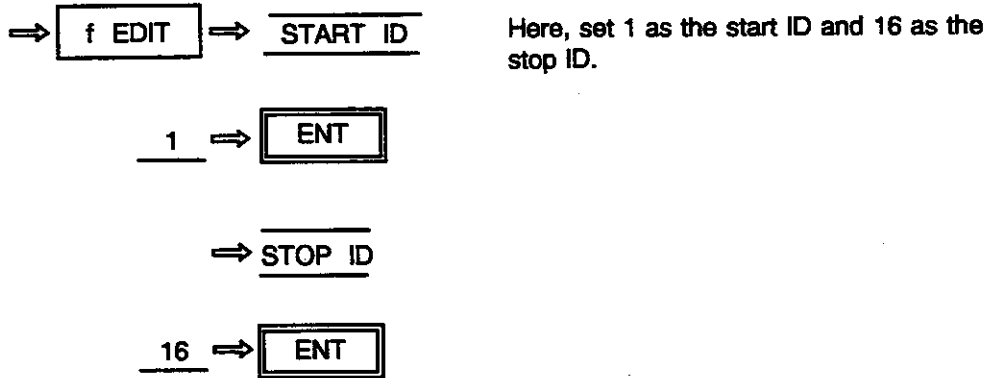 ⇒ f EDIT ⇒ START ID
Here, set 1 as the start ID and 16 as the
stop ID.
1 ⇒ ENT
⇒ STOP ID
16 ⇒ ENT